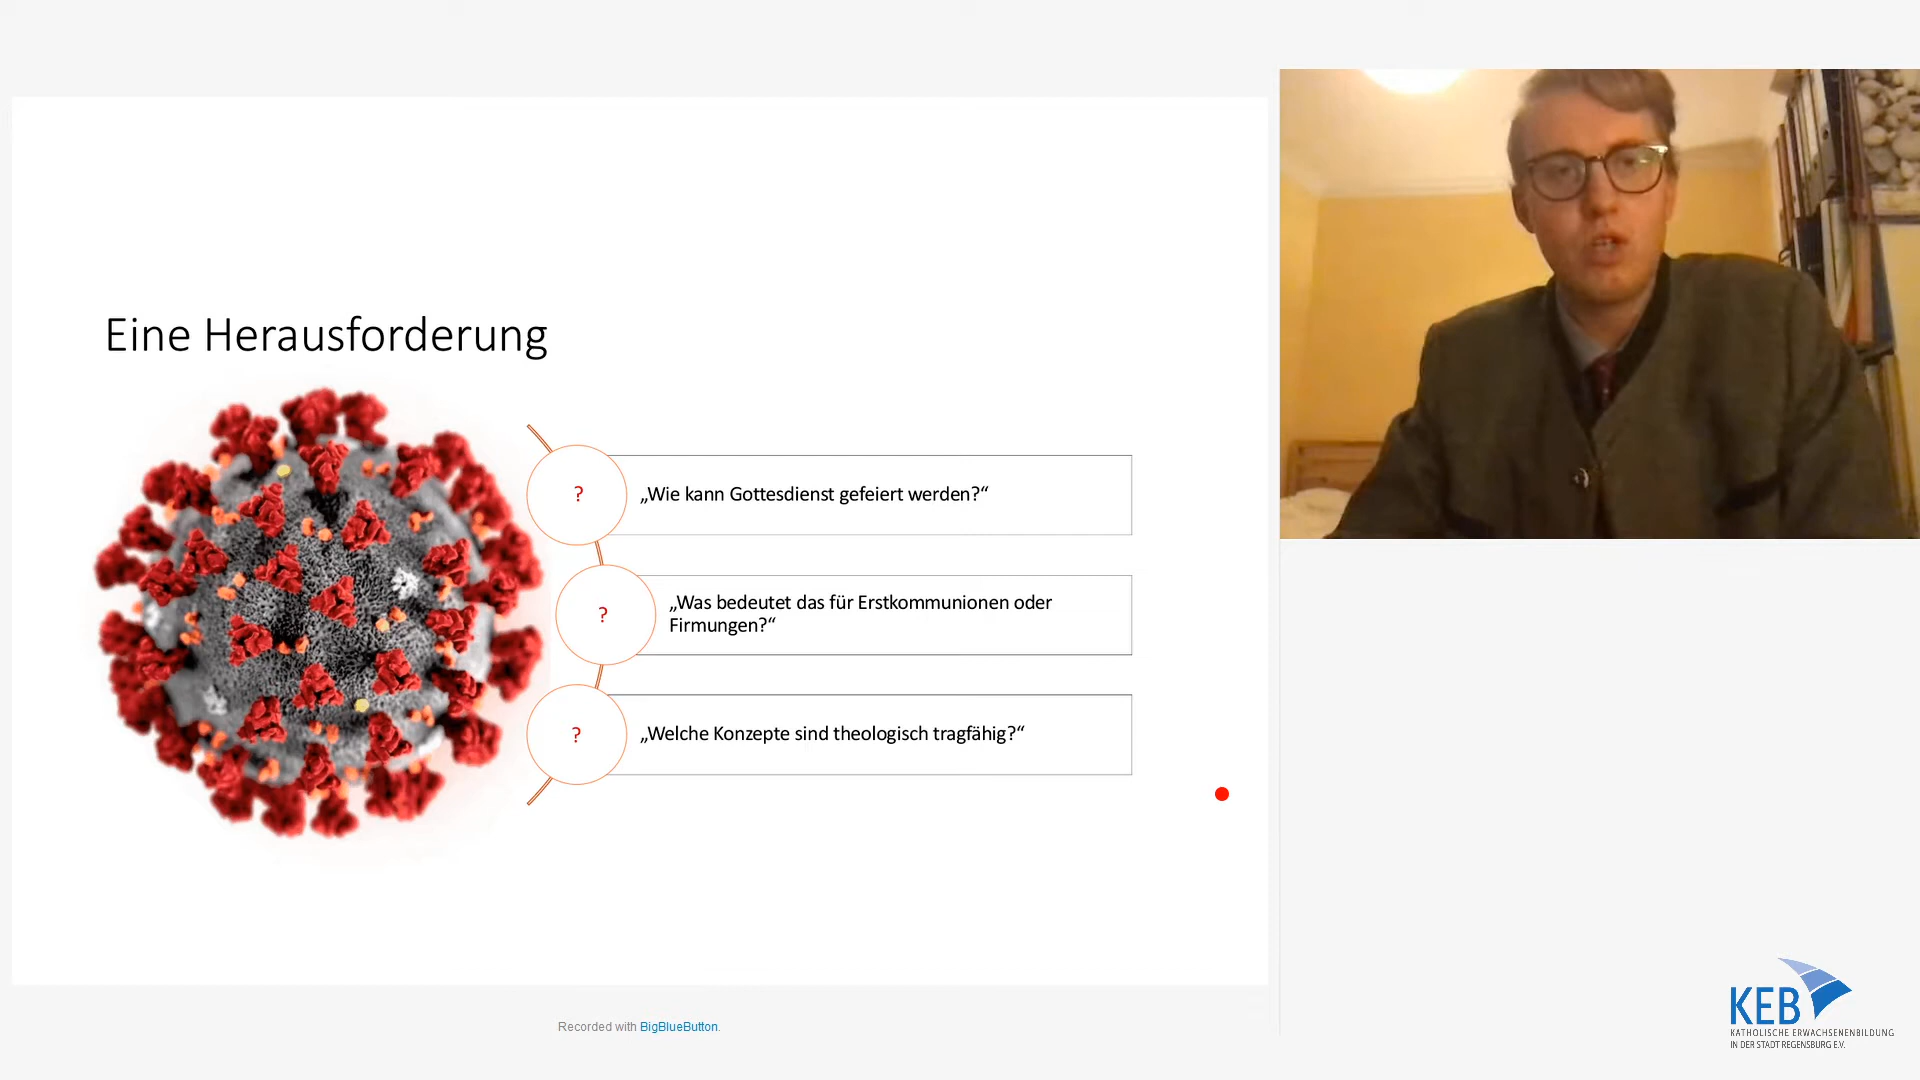 Eine Herausforderung
?
„Wie kann Gottesdienst gefeiert werden?“
?
„Was bedeutet das für Erstkommunionen oder
Firmungen?“
?
„Welche Konzepte sind theologisch tragfähig?“
Recorded with BigBlueButton.
KEB
KATHOLISCHE ERWACHSENENBILDUNG
IN DER STADT REGENSBURG E.V.